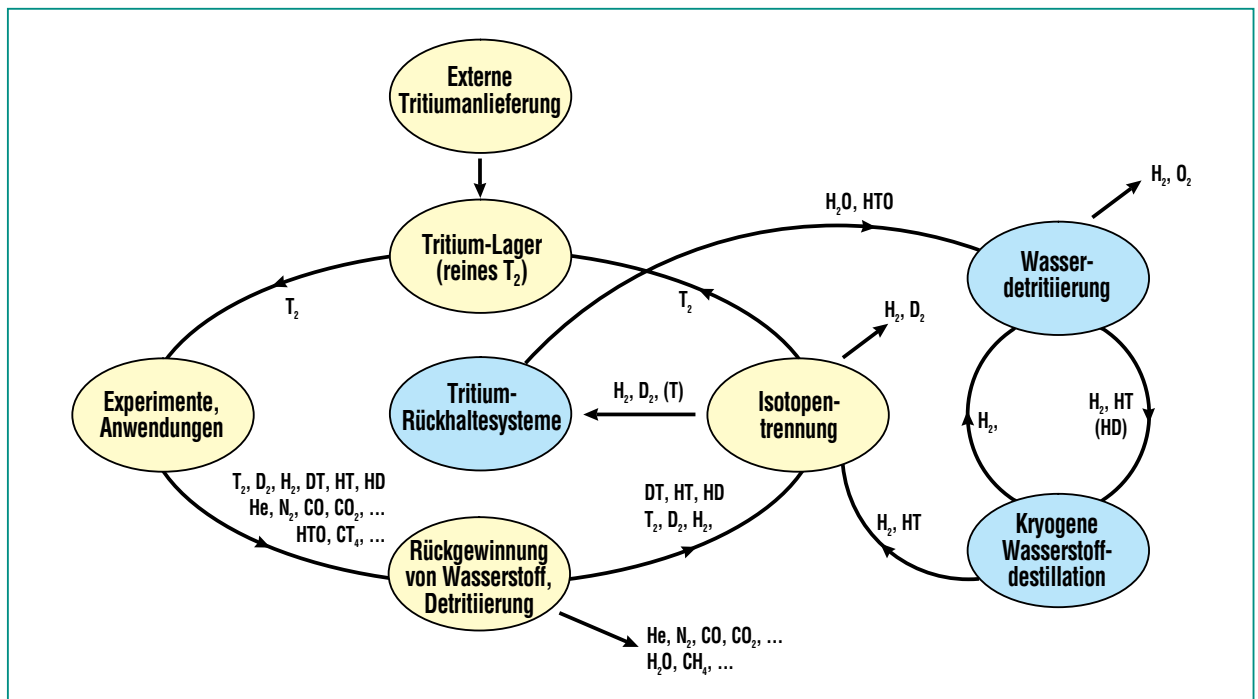 Externe
Tritiumanlieferung
H₂, O₂
H₂O, HTO
Tritium-Lager
(reines T₂)
Wasser-
detritiierung
T₂
T₂
H₂, D₂
Experimente,
Anwendungen
Tritium-
Rückhaltesysteme
H₂, D₂, (T)
Isotopen-
trennung
H₂,
H₂, HT
(HD)
T₂, D₂, H₂, DT, HT, HD
He, N₂, CO, CO₂, ...
HTO, CT₄, ...
DT, HT, HD
T₂, D₂, H₂,
H₂, HT
Kryogene
Wasserstoff-
destillation
Rückgewinnung
von Wasserstoff,
Detritiierung
He, N₂, CO, CO₂, ...
H₂O, CH₄, ...